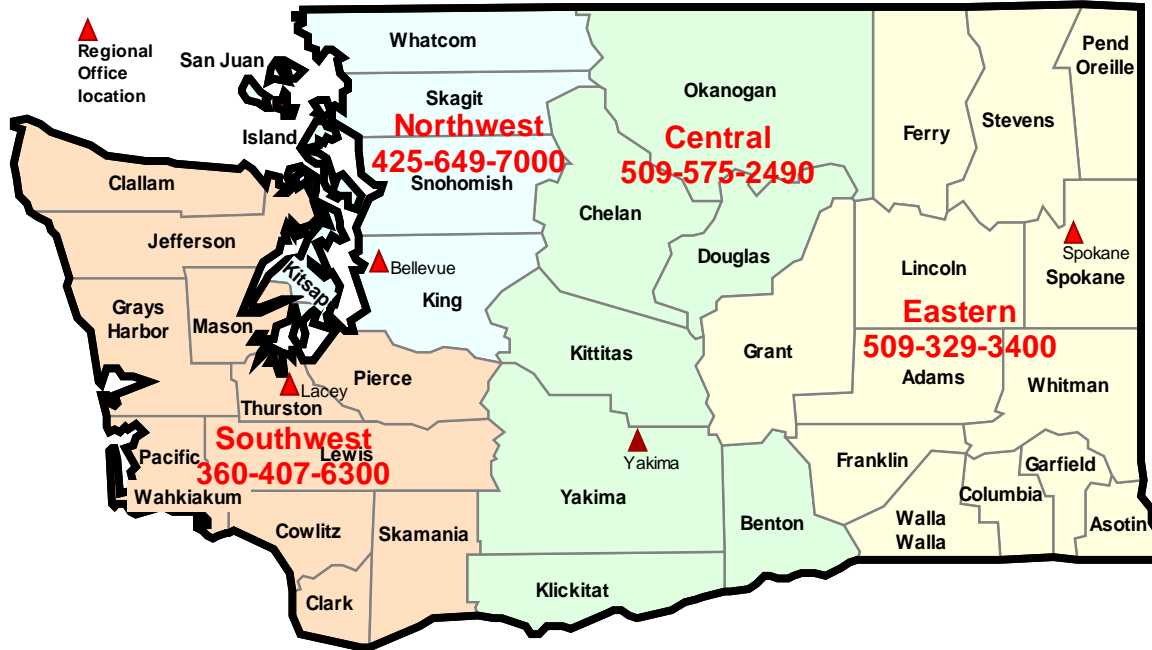 Regional
Office
location
San Juan
Island
Whatcom
Skagit
Northwest
425-649-7000
Snohomish
Okanogan
Central
509-575-2490
Ferry
Stevens
Pend
Oreille
Clallam
Jefferson
Chelan
Douglas
Lincoln
Spokane
Spokane
Kitsap
Bellevue
King
Grays
Harbor
Mason
Eastern
509-329-3400
Kittitas
Grant
Adams
Whitman
Pierce
Lacey
Thurston
Southwest
360-407-6300
Lewis
Pacific
Wahkiakum
Yakima
Yakima
Franklin
Garfield
Columbia
Cowlitz
Skamania
Benton
Walla
Walla
Asotin
Klickitat
Clark